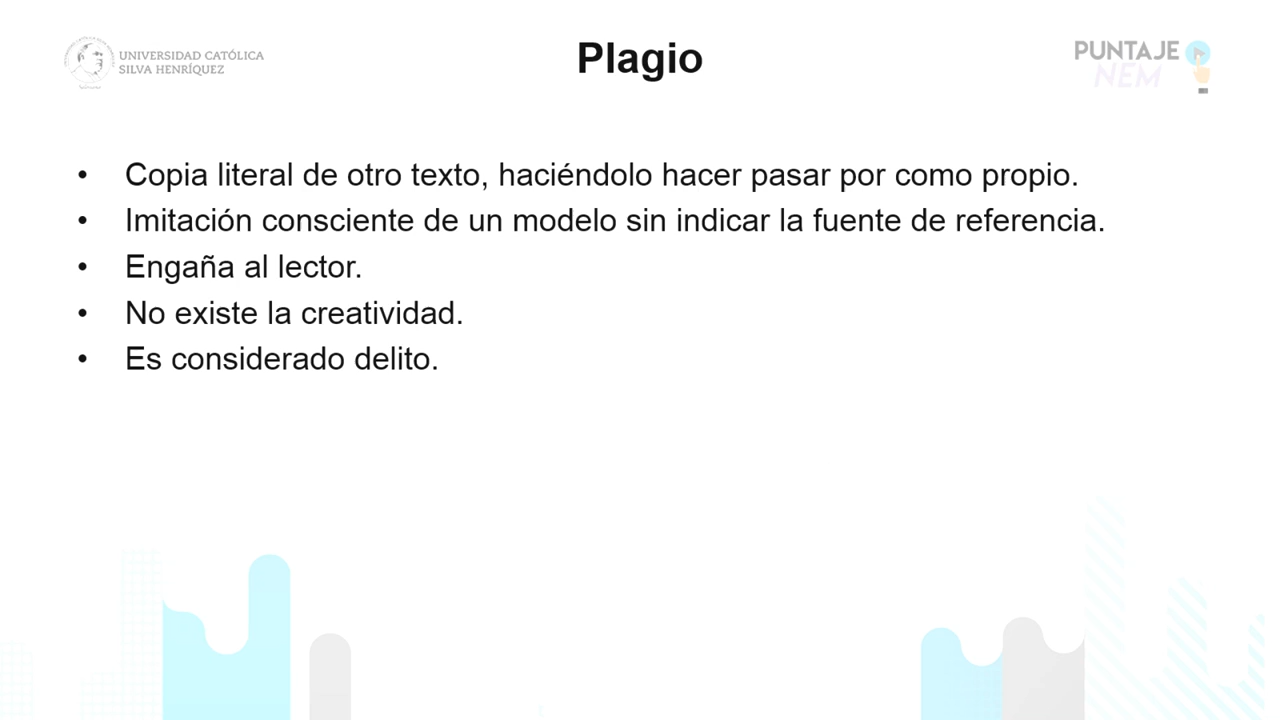 UNIVERSIDAD CATÓLICA
SILVA HENRÍQUEZ
Plagio
PUNTAJE
NEM
• Copia literal de otro texto, haciéndolo hacer pasar por como propio.
• Imitación consciente de un modelo sin indicar la fuente de referencia.
• Engaña al lector.
• No existe la creatividad.
• Es considerado delito.